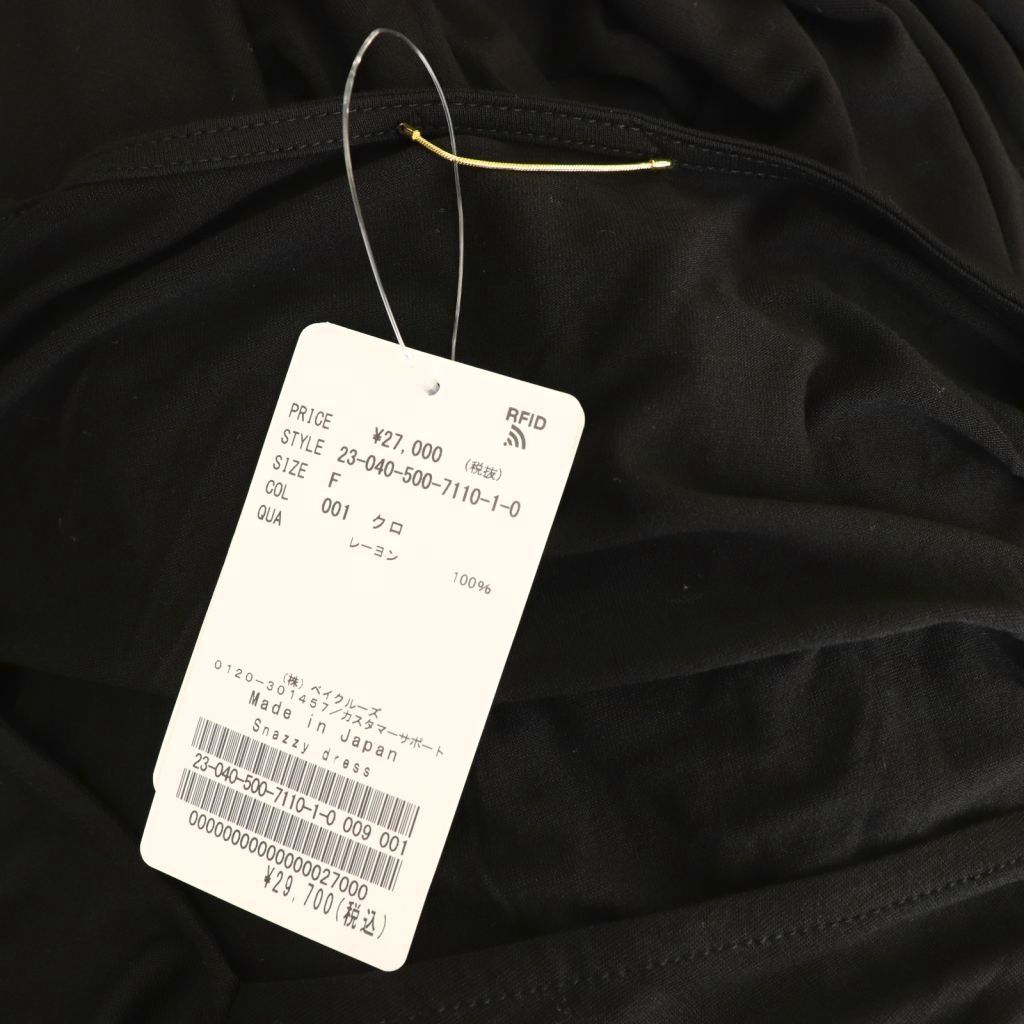 RFID
PRICE ¥27,000 (税抜)
STYLE 23-040-500-7110-1-0
SIZE F
COL 001 クロ
QUA レーヨン 100%
(株) ベイクルーズ
0120-301457/カスタマーサポート
Made in Japan
Snazzy dress
23-040-500-7110-1-0 009 001
0000000000000027000
¥29,700(税込)